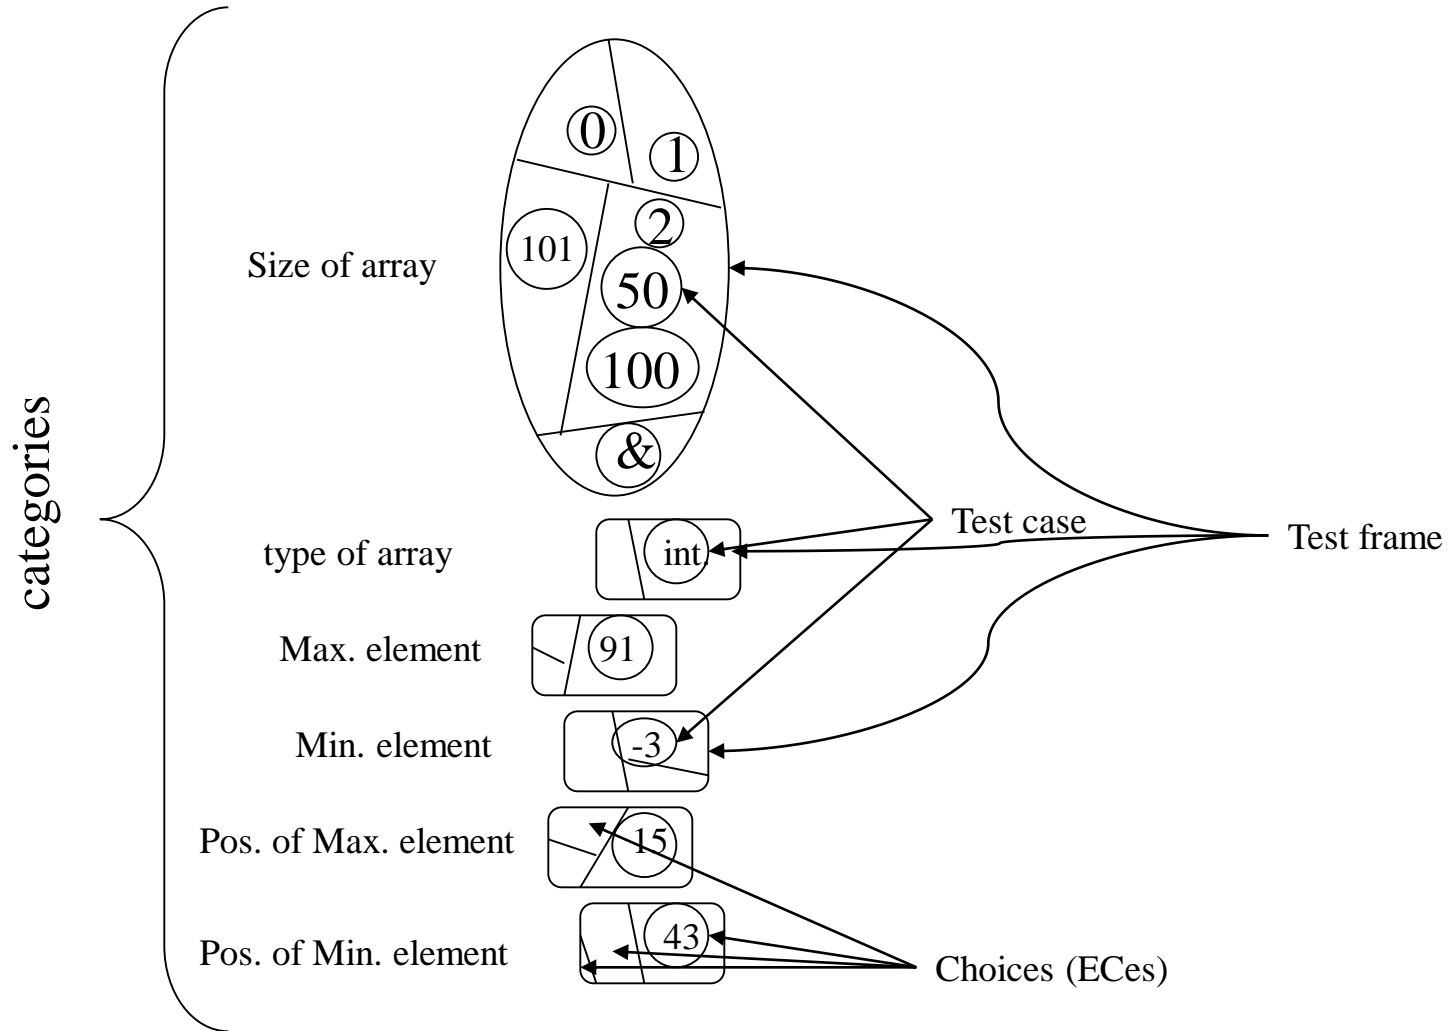 categories
0
1
101
2
Size of array
50
100
&
Test case
Test frame
type of array
int.
Max. element
91
Min. element
-3
Pos. of Max. element
15
Pos. of Min. element
43
Choices (ECes)